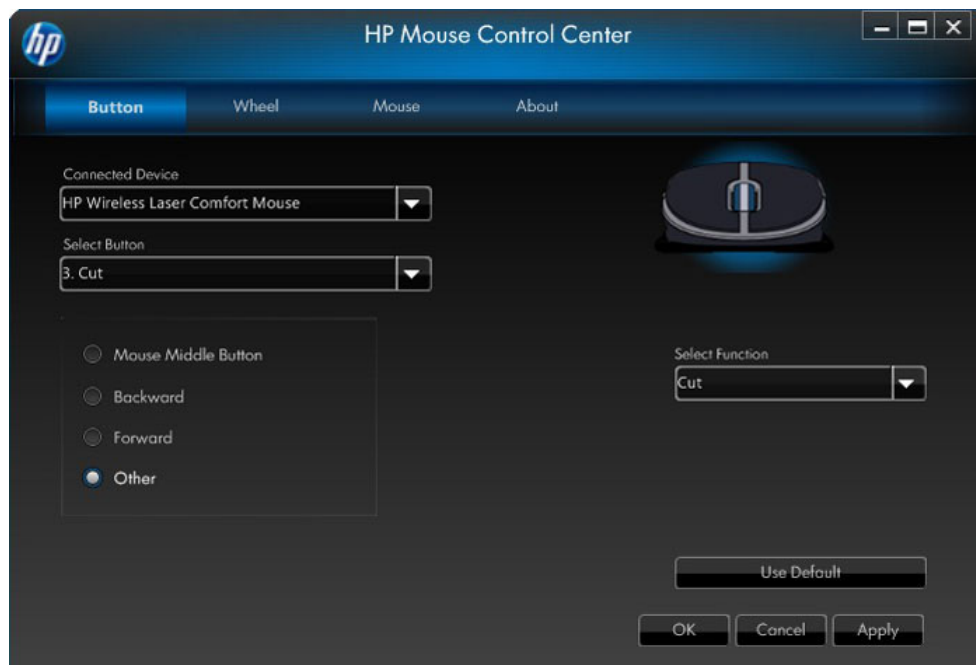 hp
HP Mouse Control Center
Button Wheel Mouse About
Connected Device
HP Wireless Laser Comfort Mouse
Select Button
3. Cut
Mouse Middle Button
Backward
Forward
Other
Select Function
Cut
Use Default
OK Cancel Apply